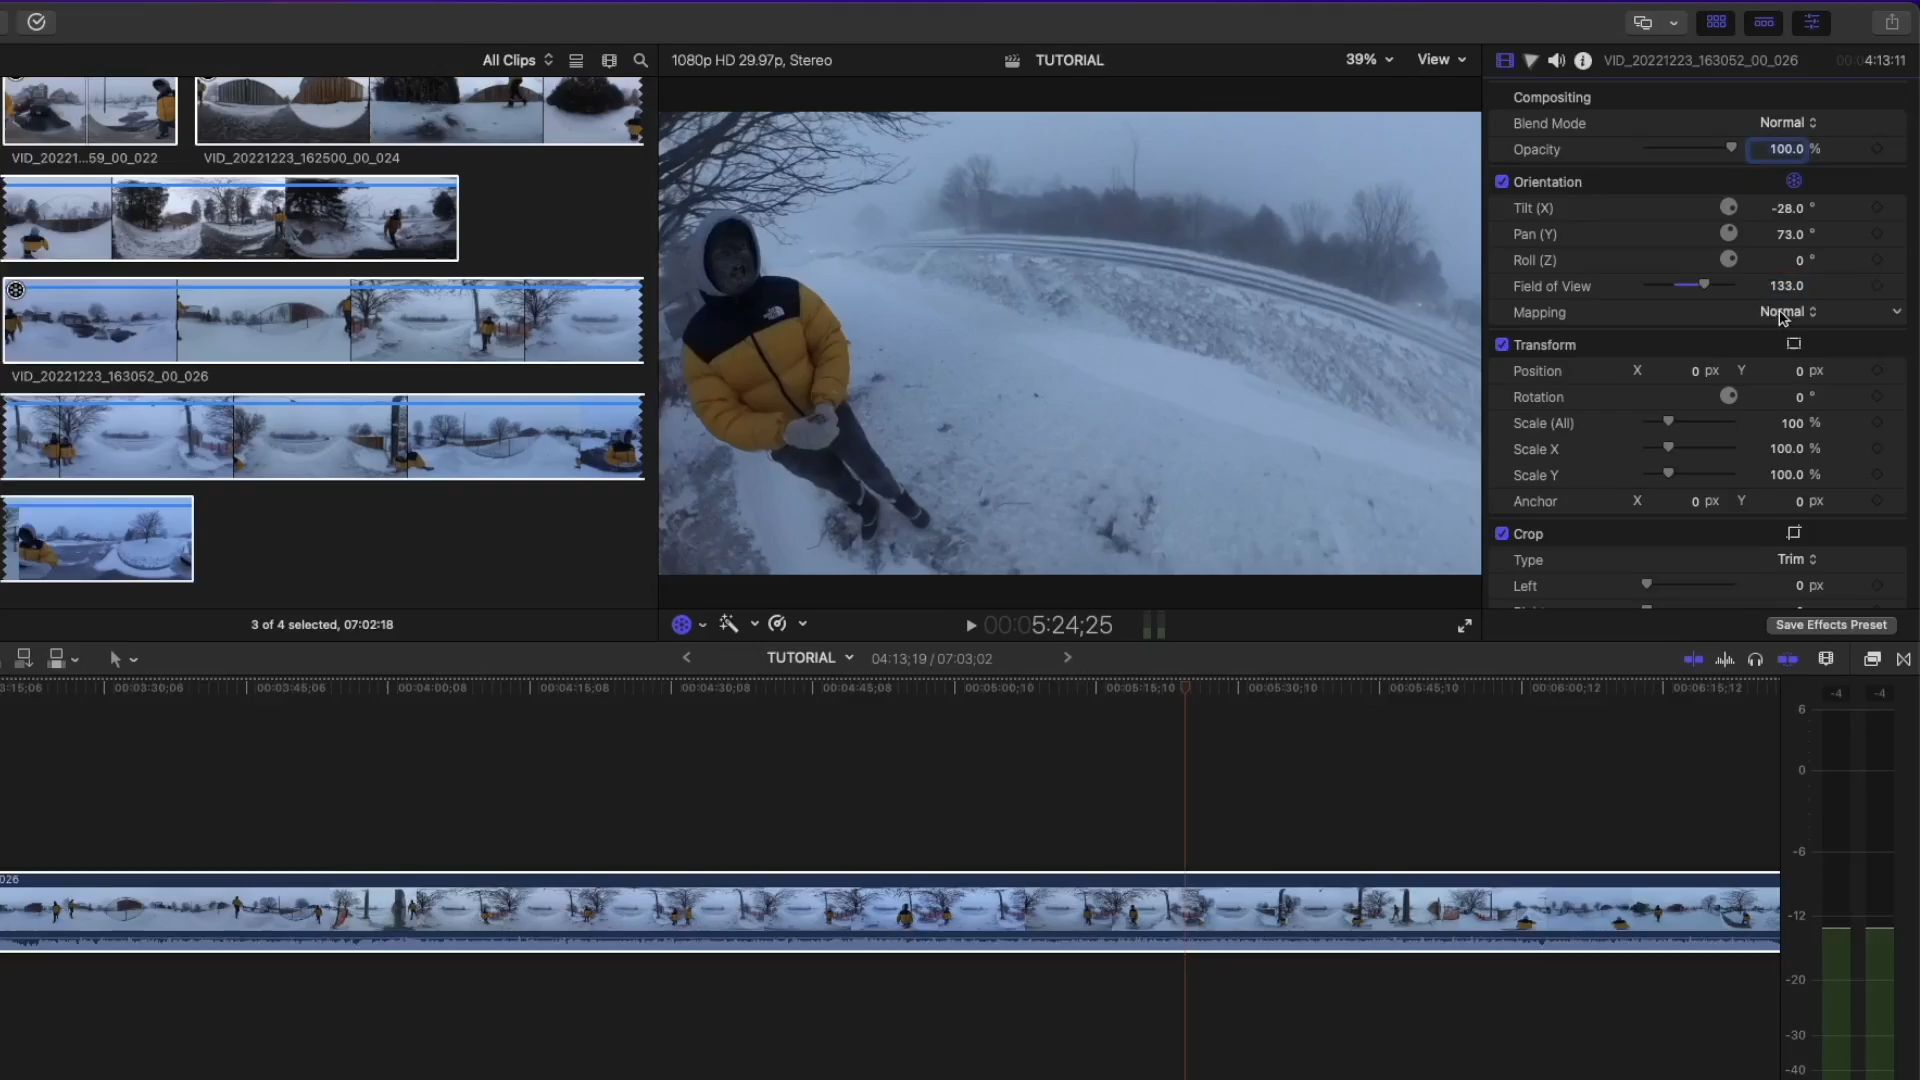 All Clips
1080p HD 29.97p, Stereo
TUTORIAL
39%
View
VID_20221223_163052_00_026
00:04:13:11
VID_20221...59_00_022
VID_20221223_162500_00_024
VID_20221223_163052_00_026
3 of 4 selected, 07:02:18
Compositing
Blend Mode Normal
Opacity 100.0 %
Orientation
Tilt (X) -28.0 °
Pan (Y) 73.0 °
Roll (Z) 0 °
Field of View 133.0
Mapping Normal
Transform
Position X 0 px Y 0 px
Rotation 0 °
Scale (All) 100 %
Scale X 100.0 %
Scale Y 100.0 %
Anchor X 0 px Y 0 px
Crop
Type Trim
Left 0 px
Save Effects Preset
00:05:24;25
TUTORIAL
04:13;19 / 07:03;02
3:15;06
00:03:30;06
00:03:45;06
00:04:00;08
00:04:15;08
00:04:30;08
00:04:45;08
00:05:00;10
00:05:15;10
00:05:30;10
00:05:45;10
00:06:00;12
00:06:15;12
-4 -4
6
0
-6
-12
-20
-30
-40
026